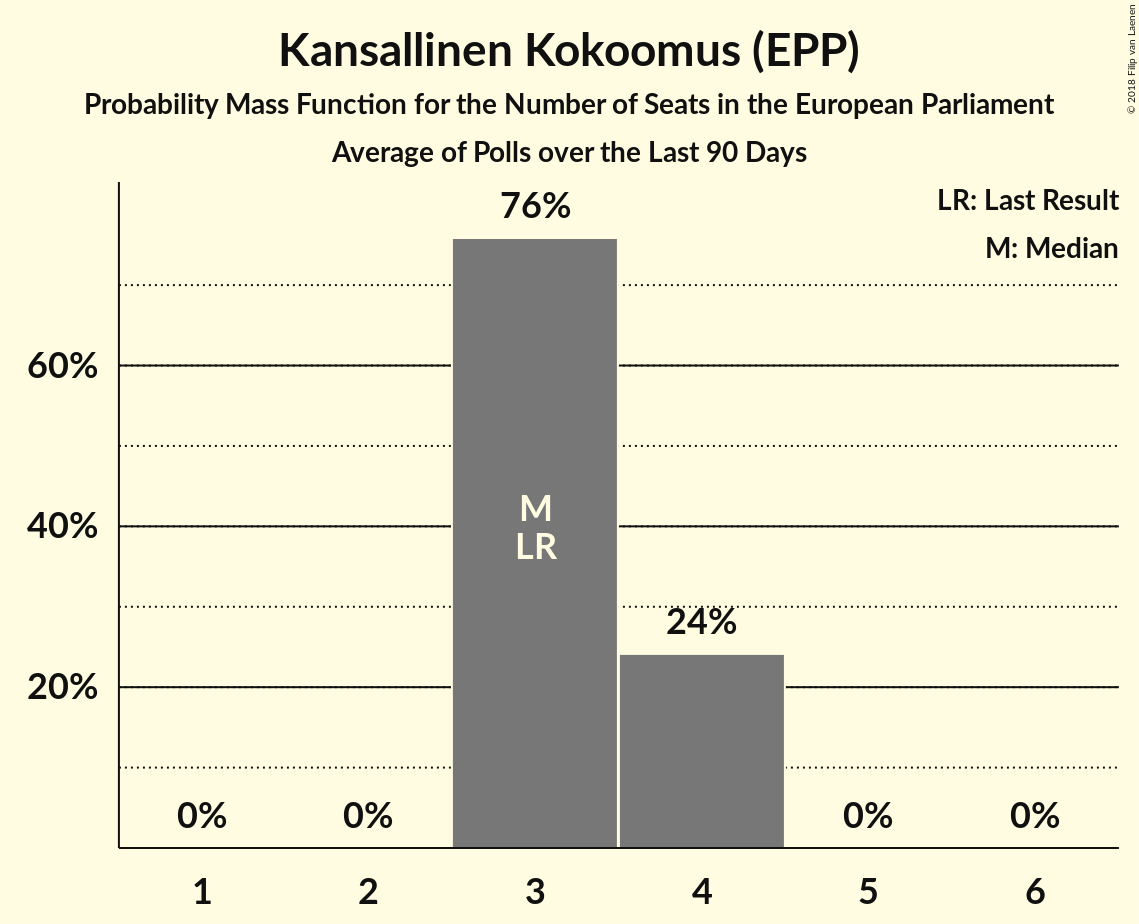 Kansallinen Kokoomus (EPP)
Probability Mass Function for the Number of Seats in the European Parliament
Average of Polls over the Last 90 Days
© 2018 Filip van Laenen
LR: Last Result
M: Median
76%
60%
M
40%
LR
24%
20%
0% 0% 0% 0%
1 2 3 4 5 6